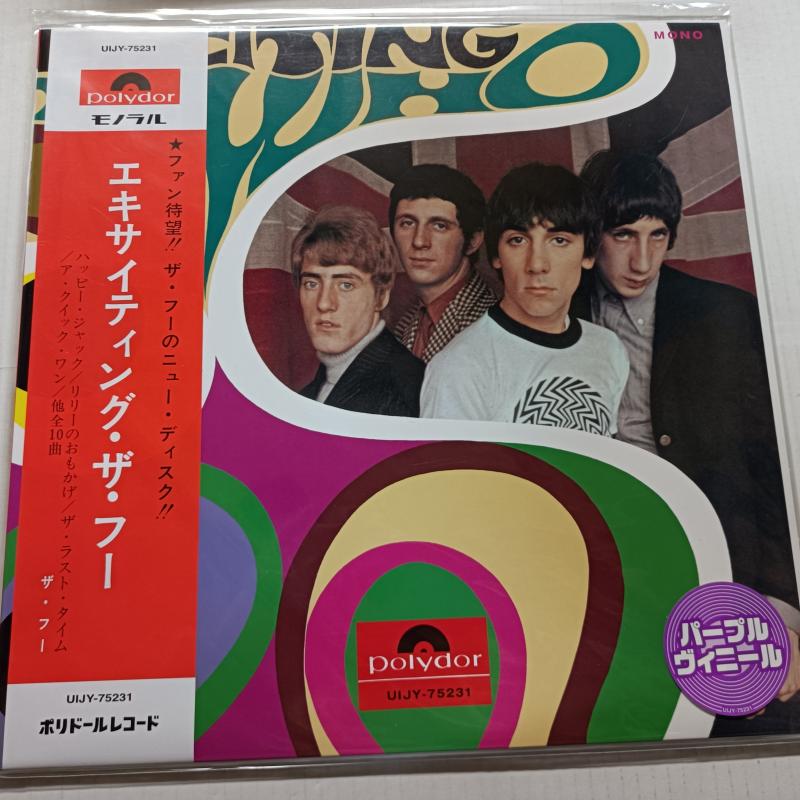 UIJY-75231
polydor
モノラル
★ファン待望!! ザ・フーのニュー・ディスク!!
エキサイティング・ザ・フー
ハッピー・ジャック/リリーのおもかげ/ザ・ラスト・タイム
/ア・クイック・ワン/他全10曲
ザ・フー
UIJY-75231
ポリドールレコード
MONO
polydor
UIJY-75231
パープル
ヴィニール
UIJY-75231